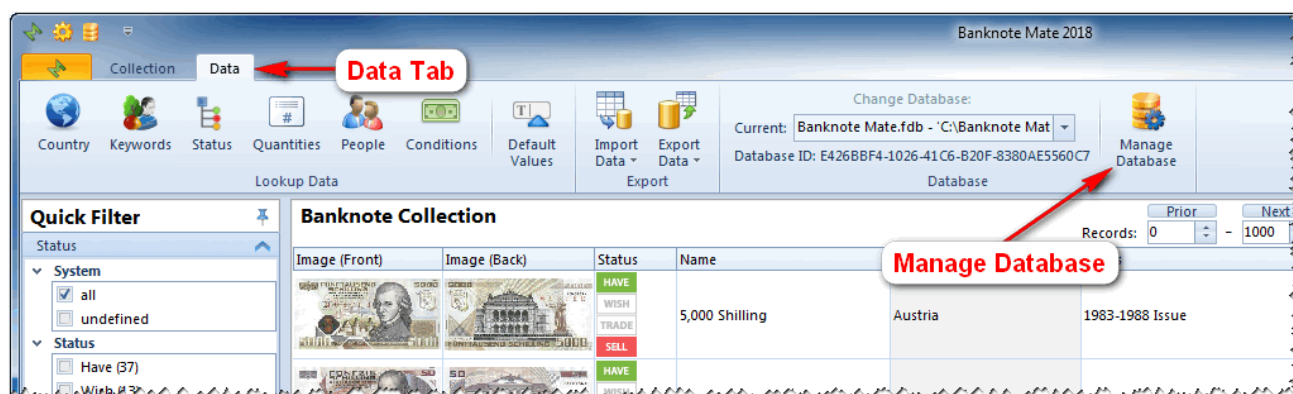 Banknote Mate 2018
Collection
Data
Data Tab
Country
Keywords
Status
Quantities
People
Conditions
Default
Values
Import
Data
Export
Data
Change Database:
Current: Banknote Mate.fdb - 'C:\Banknote Mat
Database ID: E426BBF4-1026-41C6-B20F-8380AE5560C7
Manage
Database
Lookup Data
Export
Database
Quick Filter
Banknote Collection
Prior
Next
Records: 0 - 1000
Status
Image (Front)
Image (Back)
Status
Name
Manage Database
System
all
undefined
Status
Have (37)
HAVE
WISH
TRADE
SELL
5,000 Shilling
Austria
1983-1988 Issue
HAVE